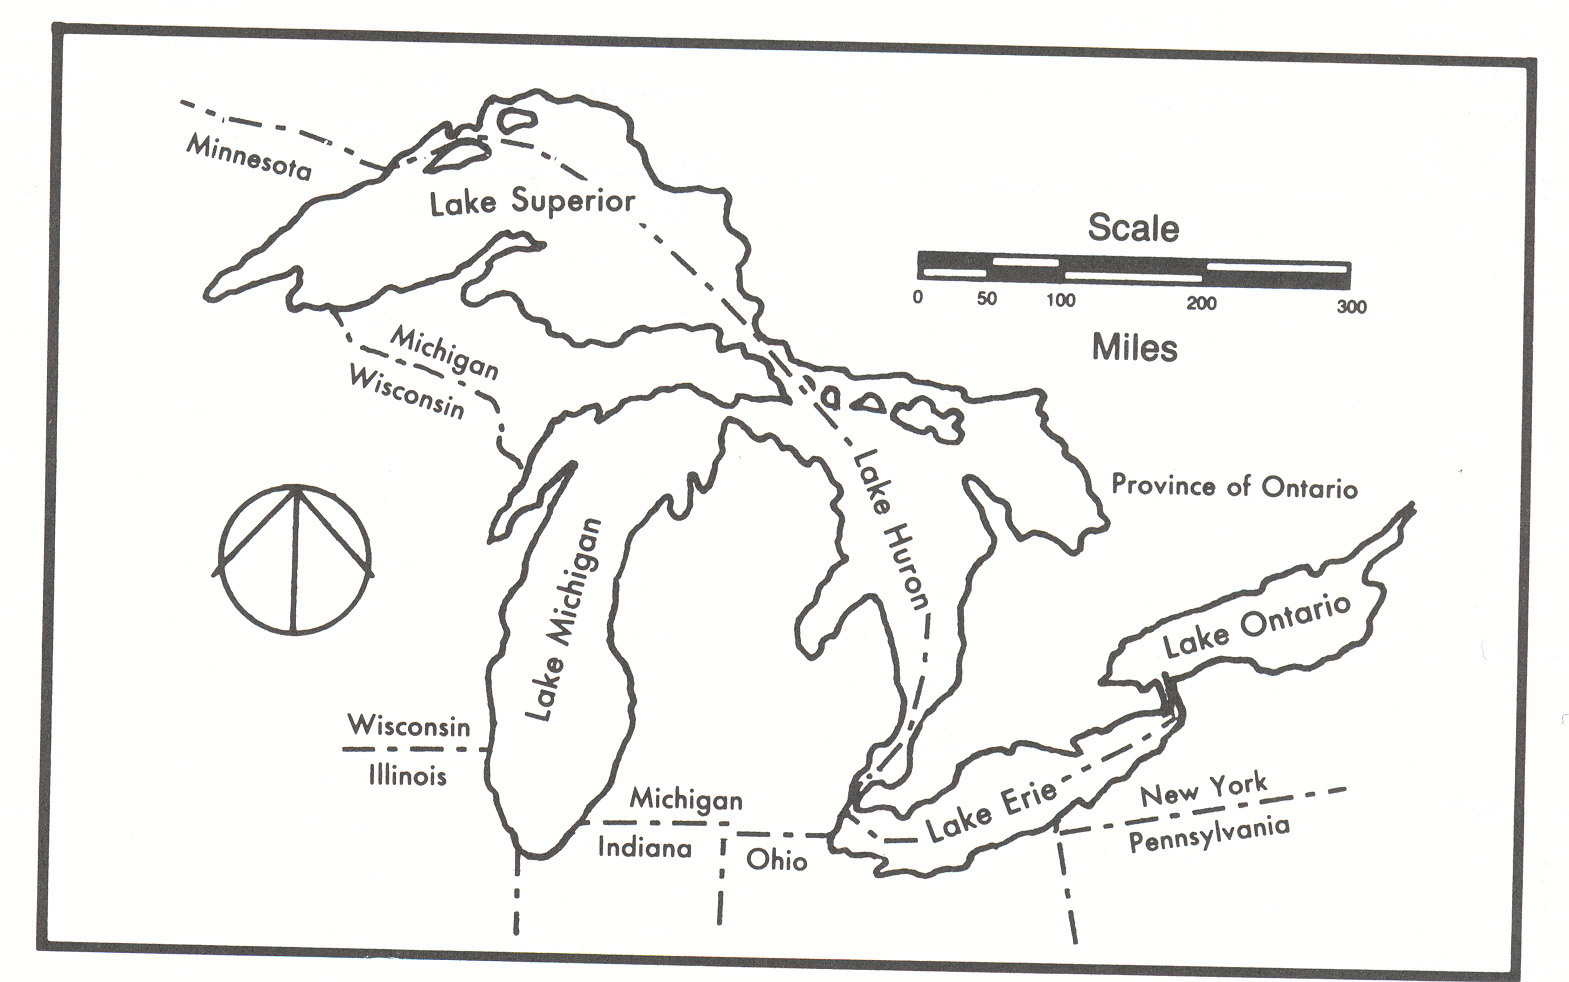 Minnesota
Lake Superior
Scale
0 50 100 200 300
Miles
Michigan
Wisconsin
Lake Huron
Province of Ontario
Lake Michigan
Lake Ontario
Wisconsin
Illinois
Michigan
Indiana
Ohio
Lake Erie
New York
Pennsylvania